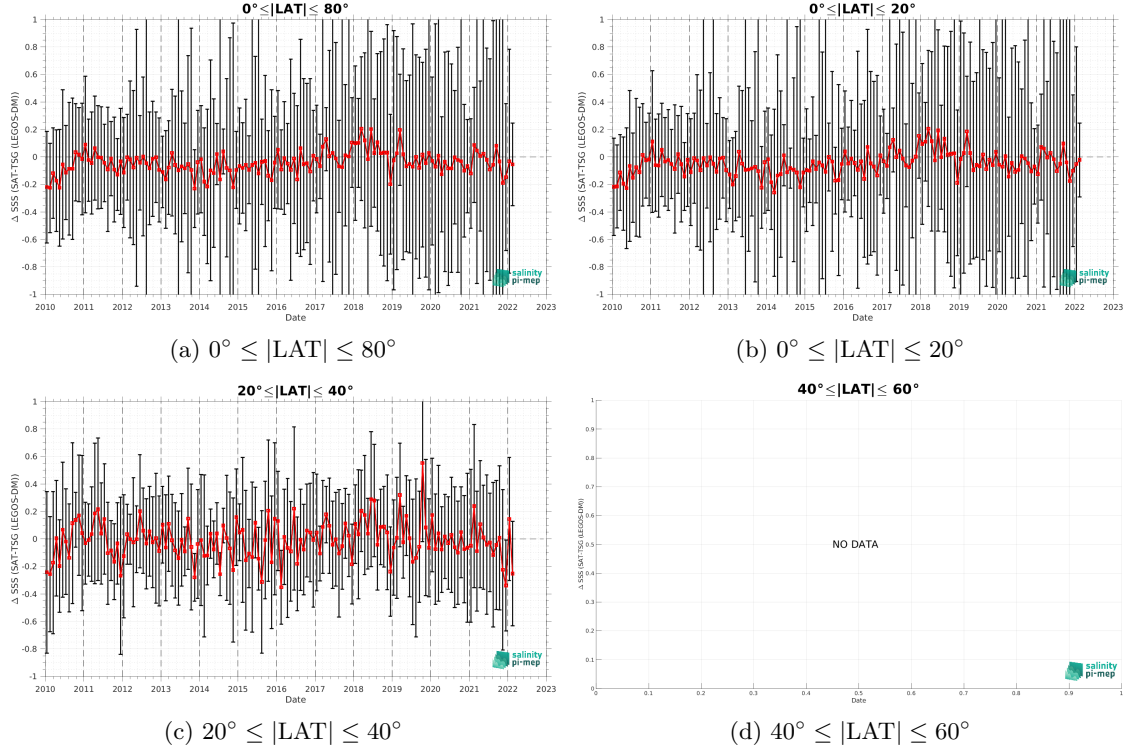 0°≤|LAT|≤ 80°
Δ SSS (SAT-TSG (LEGOS-DM))
1
0.8
0.6
0.4
0.2
0
-0.2
-0.4
-0.6
-0.8
-1
2010 2011 2012 2013 2014 2015 2016 2017 2018 2019 2020 2021 2022 2023
Date
salinity
pi-mep
(a) 0° ≤ |LAT| ≤ 80°
0°≤|LAT|≤ 20°
Δ SSS (SAT-TSG (LEGOS-DM))
1
0.8
0.6
0.4
0.2
0
-0.2
-0.4
-0.6
-0.8
-1
2010 2011 2012 2013 2014 2015 2016 2017 2018 2019 2020 2021 2022 2023
Date
salinity
pi-mep
(b) 0° ≤ |LAT| ≤ 20°
20°≤|LAT|≤ 40°
Δ SSS (SAT-TSG (LEGOS-DM))
1
0.8
0.6
0.4
0.2
0
-0.2
-0.4
-0.6
-0.8
-1
2010 2011 2012 2013 2014 2015 2016 2017 2018 2019 2020 2021 2022 2023
Date
salinity
pi-mep
(c) 20° ≤ |LAT| ≤ 40°
40°≤|LAT|≤ 60°
Δ SSS (SAT-TSG (LEGOS-DM))
1
0.9
0.8
0.7
0.6
0.5
0.4
0.3
0.2
0.1
0
NO DATA
0 0.1 0.2 0.3 0.4 0.5 0.6 0.7 0.8 0.9 1
Date
salinity
pi-mep
(d) 40° ≤ |LAT| ≤ 60°